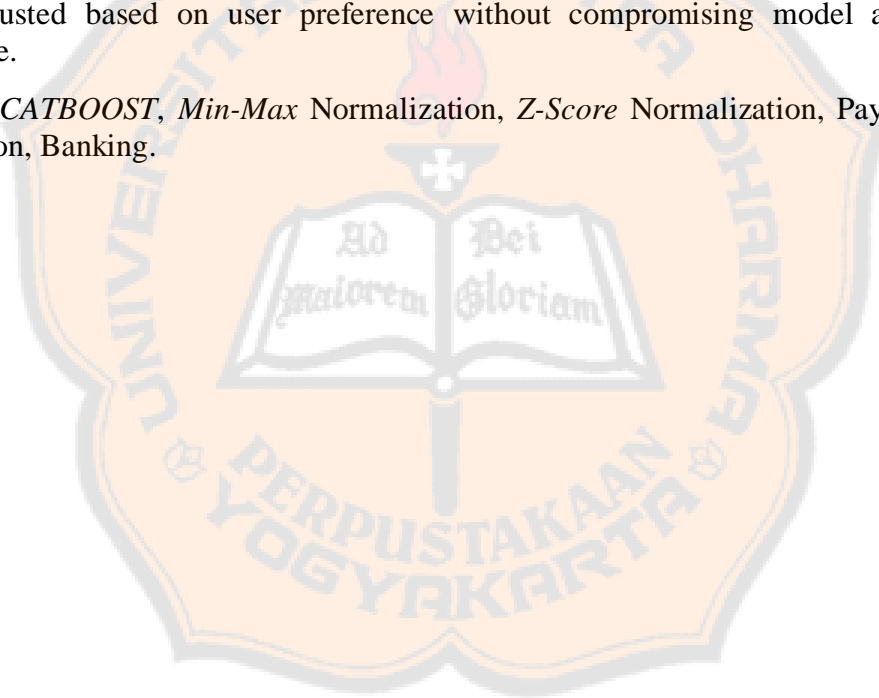 usted based on user preference without compromising model a
e.
CATBOOST, Min-Max Normalization, Z-Score Normalization, Pay
on, Banking.
Ad Dei
maiorem Gloriam
PERPUSTAKAAN
YOGYAKARTA
DHARMA